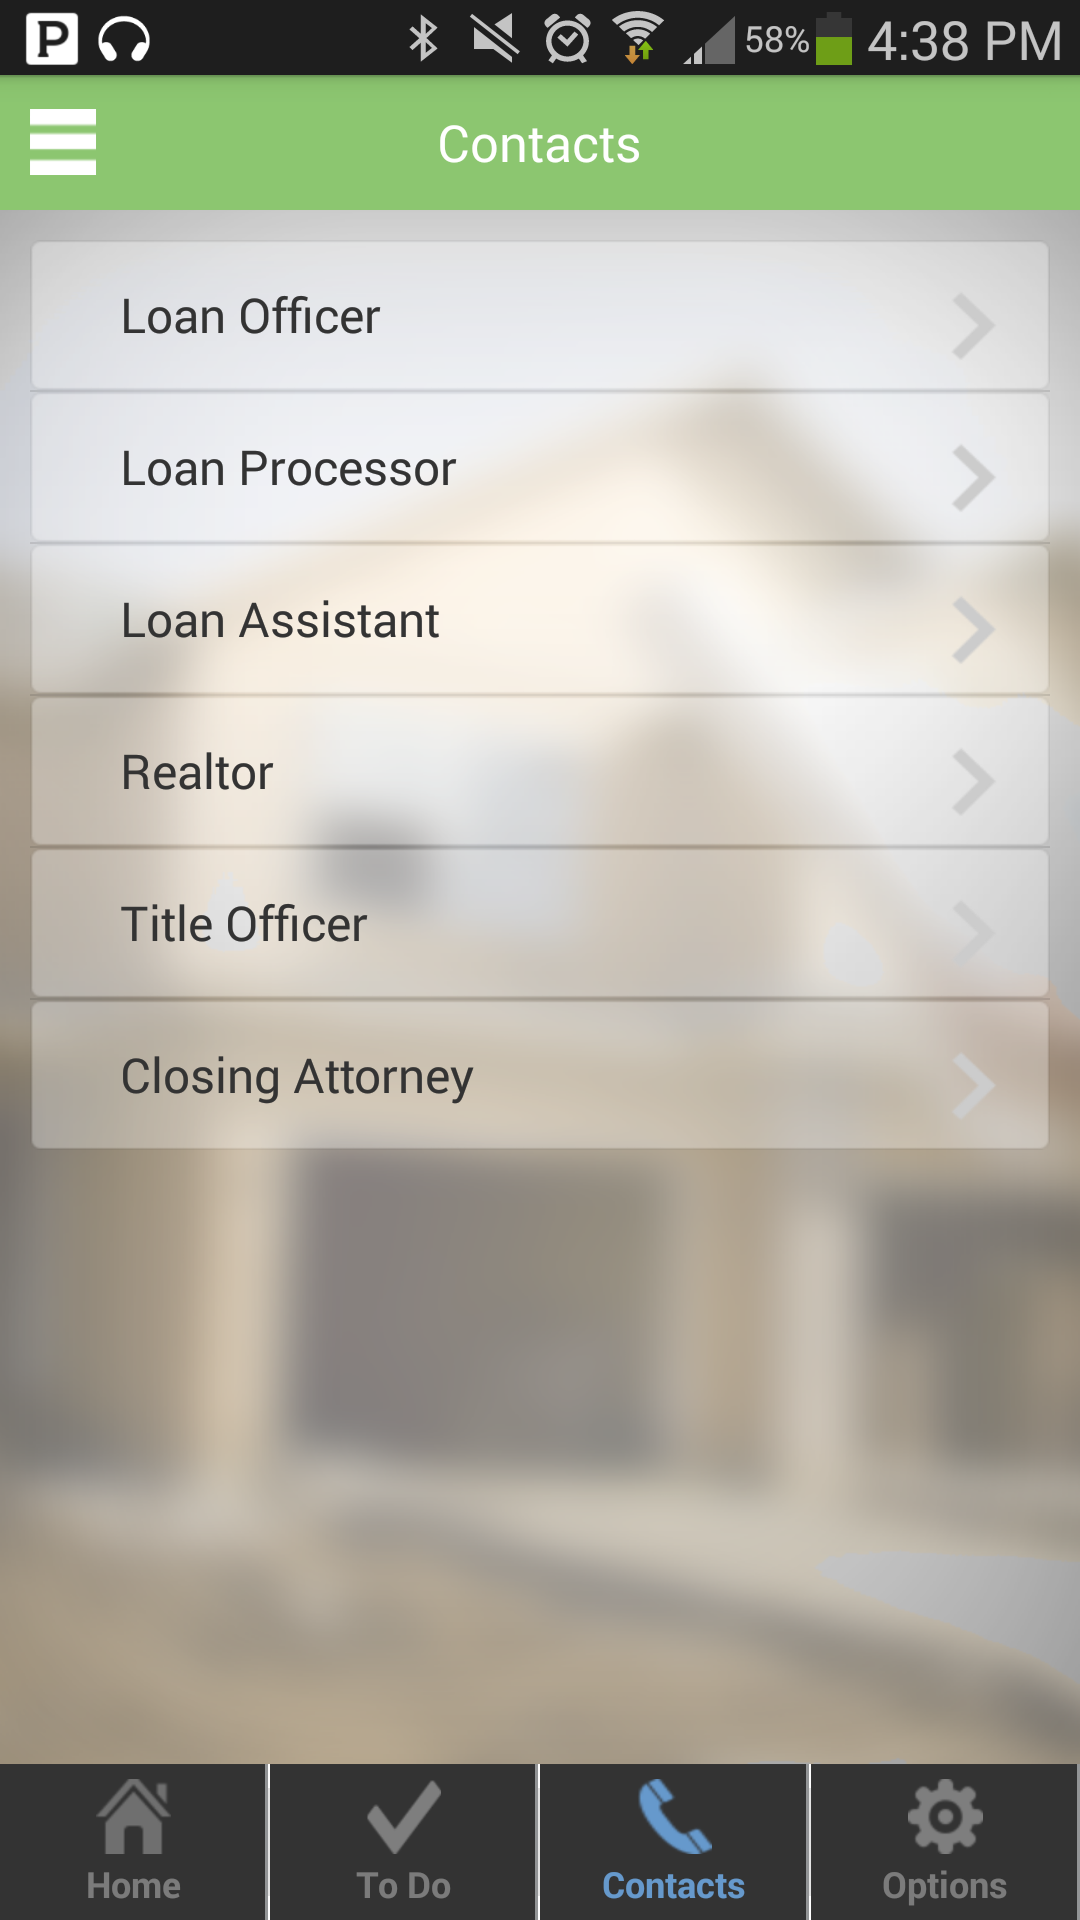 P 58% 4:38 PM
Contacts
Loan Officer
Loan Processor
Loan Assistant
Realtor
Title Officer
Closing Attorney
Home To Do Contacts Options